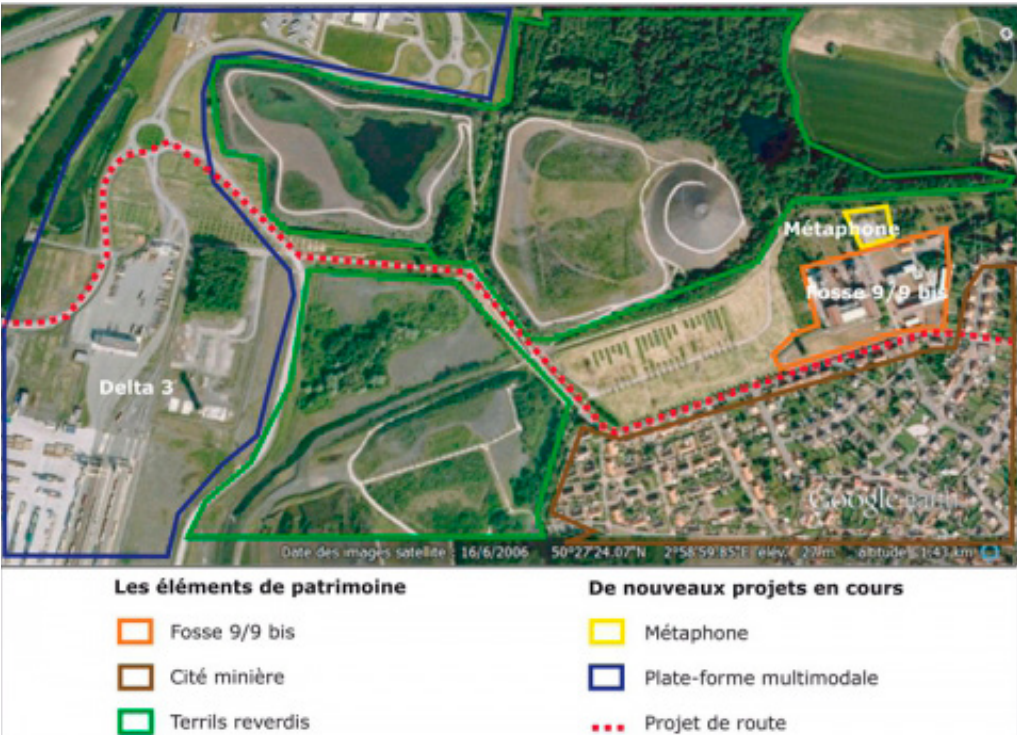 Métaphone
Fosse 9/9 bis
Delta 3
Google earth
Date des images satellite : 16/6/2006 50°27'24.07"N 2°58'59.85"E élév. 27m altitude 1.43 km
Les éléments de patrimoine
De nouveaux projets en cours
Fosse 9/9 bis
Métaphone
Cité minière
Plate-forme multimodale
Terrils reverdis
Projet de route